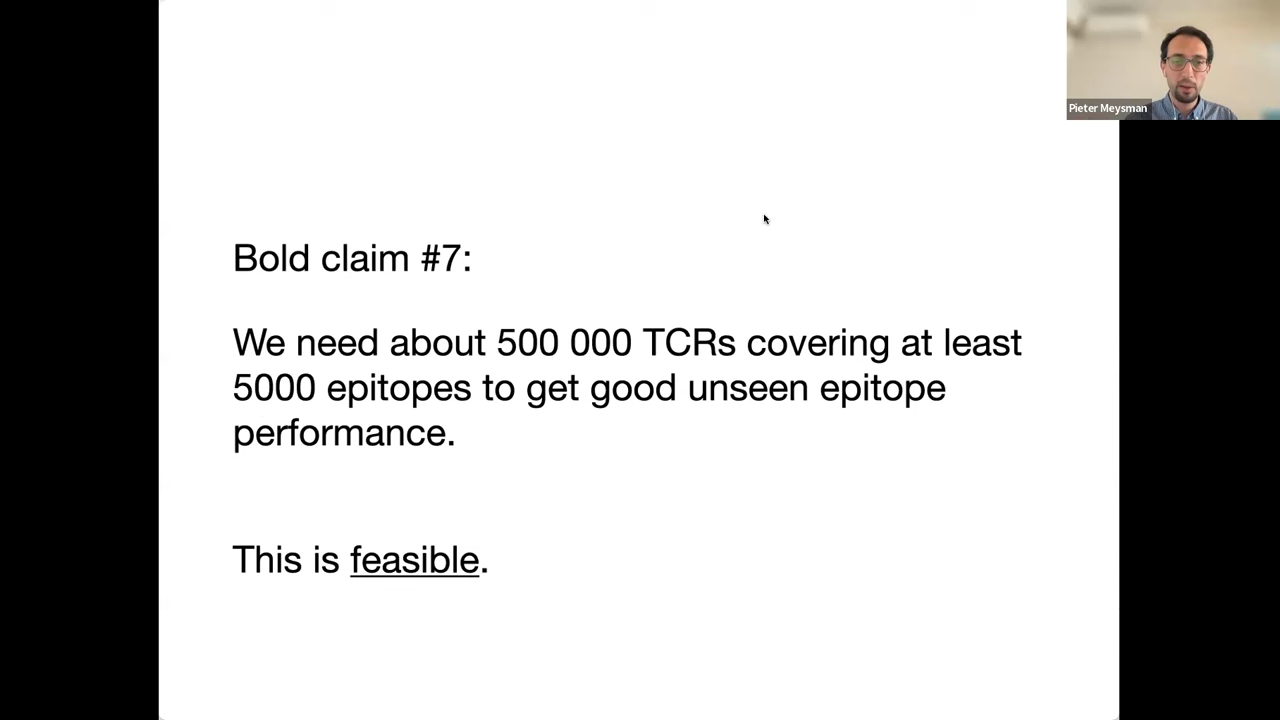 Pieter Meysman
Bold claim #7:
We need about 500 000 TCRs covering at least
5000 epitopes to get good unseen epitope
performance.
This is feasible.